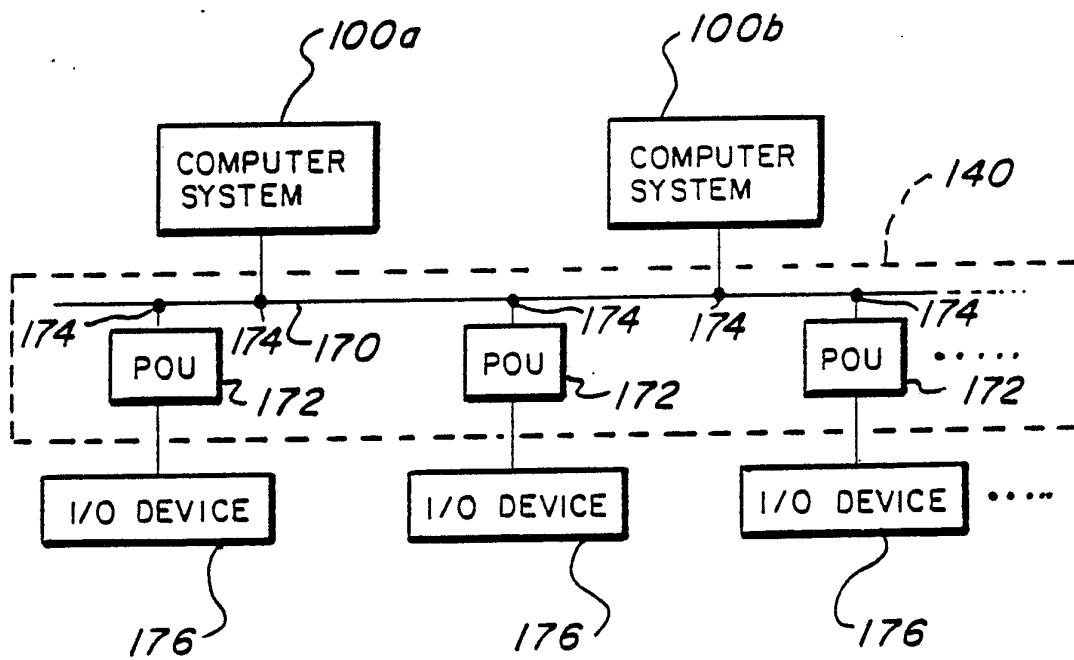 100a
100b
COMPUTER
SYSTEM
COMPUTER
SYSTEM
140
174
174
170
174
174
174
POU
172
POU
172
POU
172
I/O DEVICE
I/O DEVICE
I/O DEVICE
176
176
176